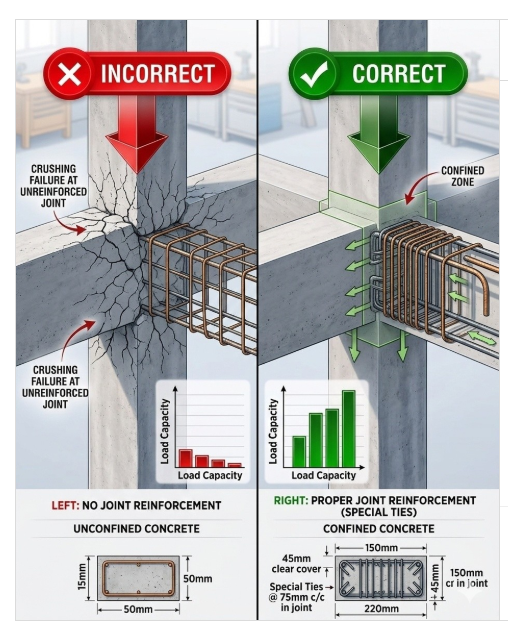 INCORRECT
CRUSHING
FAILURE AT
UNREINFORCED
JOINT
CRUSHING
FAILURE AT
UNREINFORCED
JOINT
Load Capacity
Load Capacity
LEFT: NO JOINT REINFORCEMENT
UNCONFINED CONCRETE
15mm
50mm
50mm
CORRECT
CONFINED
ZONE
Load Capacity
Load Capacity
RIGHT: PROPER JOINT REINFORCEMENT
(SPECIAL TIES)
CONFINED CONCRETE
150mm
45mm
clear cover
Special Ties
@ 75mm c/c
in joint
45mm
150mm
cr in joint
220mm